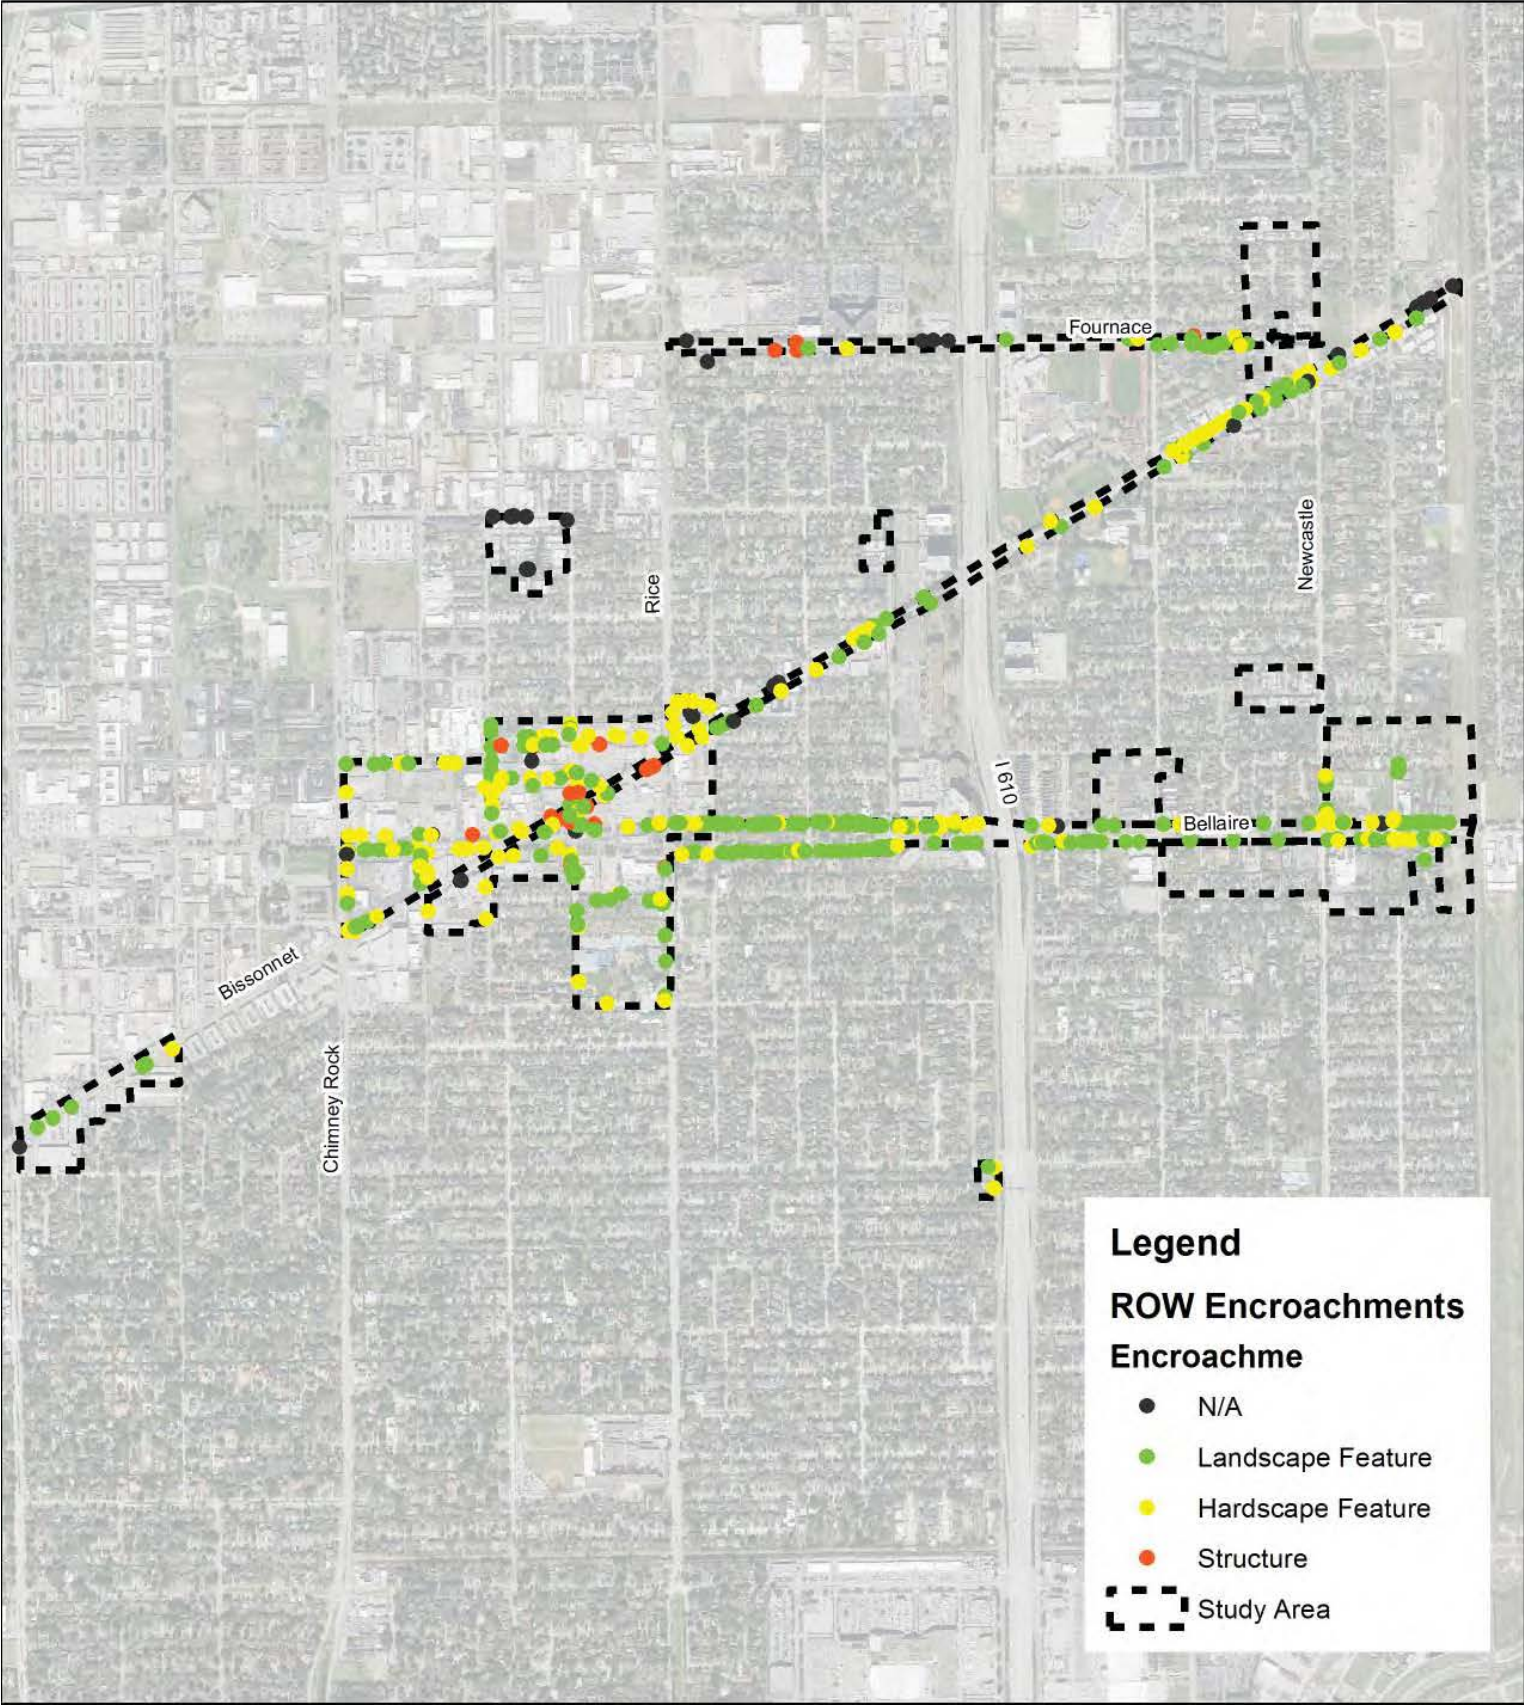 Fournace
Newcastle
Rice
I 610
Bellaire
Bissonnet
Chimney Rock
Legend
ROW Encroachments
Encroachme
N/A
Landscape Feature
Hardscape Feature
Structure
Study Area